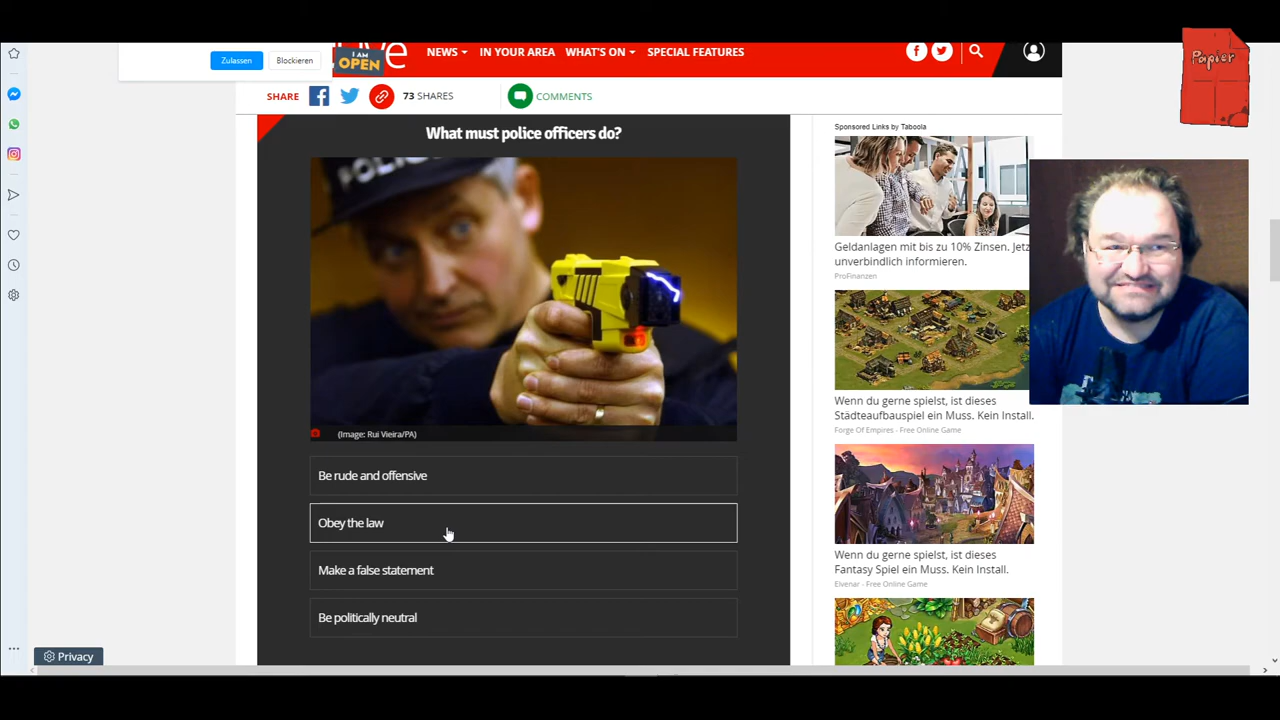 Zulassen
Blockieren
I AM
OPEN
NEWS
IN YOUR AREA
WHAT'S ON
SPECIAL FEATURES
Papier
SHARE
73 SHARES
COMMENTS
What must police officers do?
POLICE
(Image: Rui Vieira/PA)
Be rude and offensive
Obey the law
Make a false statement
Be politically neutral
Sponsored Links by Taboola
Geldanlagen mit bis zu 10% Zinsen. Jetz
unverbindlich informieren.
ProFinanzen
Wenn du gerne spielst, ist dieses
Städteaufbauspiel ein Muss. Kein Install.
Forge Of Empires - Free Online Game
Wenn du gerne spielst, ist dieses
Fantasy Spiel ein Muss. Kein Install.
Elvenar - Free Online Game
Privacy